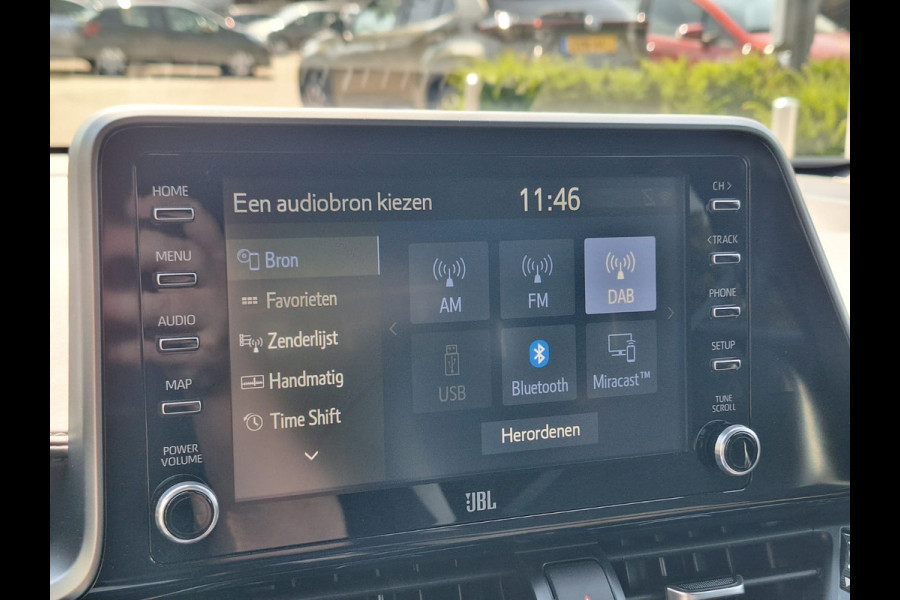 HOME
MENU
AUDIO
MAP
POWER
VOLUME
Een audiobron kiezen
11:46
Bron
Favorieten
Zenderlijst
Handmatig
Time Shift
AM
FM
DAB
USB
Bluetooth
Miracast™
Herordenen
CH>
<TRACK
PHONE
SETUP
TUNE
SCROLL
JBL